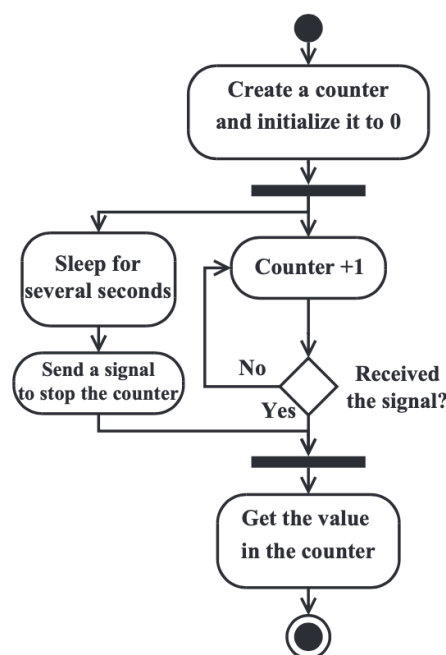 Create a counter
and initialize it to 0
Sleep for
several seconds
Counter +1
Send a signal
to stop the counter
No
Yes
Received
the signal?
Get the value
in the counter